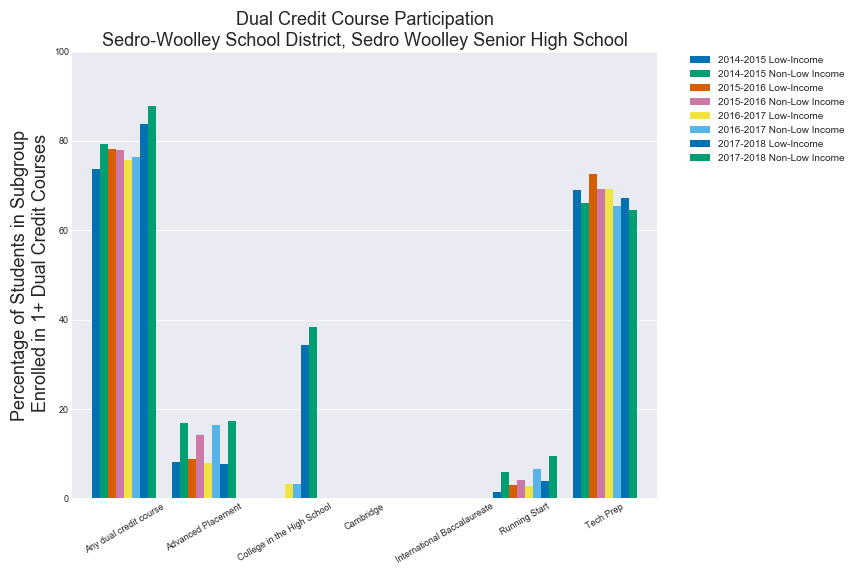 Dual Credit Course Participation
Sedro-Woolley School District, Sedro Woolley Senior High School
Percentage of Students in Subgroup
Enrolled in 1+ Dual Credit Courses
100
80
60
40
20
0
Any dual credit course
Advanced Placement
College in the High School
Cambridge
International Baccalaureate
Running Start
Tech Prep
2014-2015 Low-Income
2014-2015 Non-Low Income
2015-2016 Low-Income
2015-2016 Non-Low Income
2016-2017 Low-Income
2016-2017 Non-Low Income
2017-2018 Low-Income
2017-2018 Non-Low Income